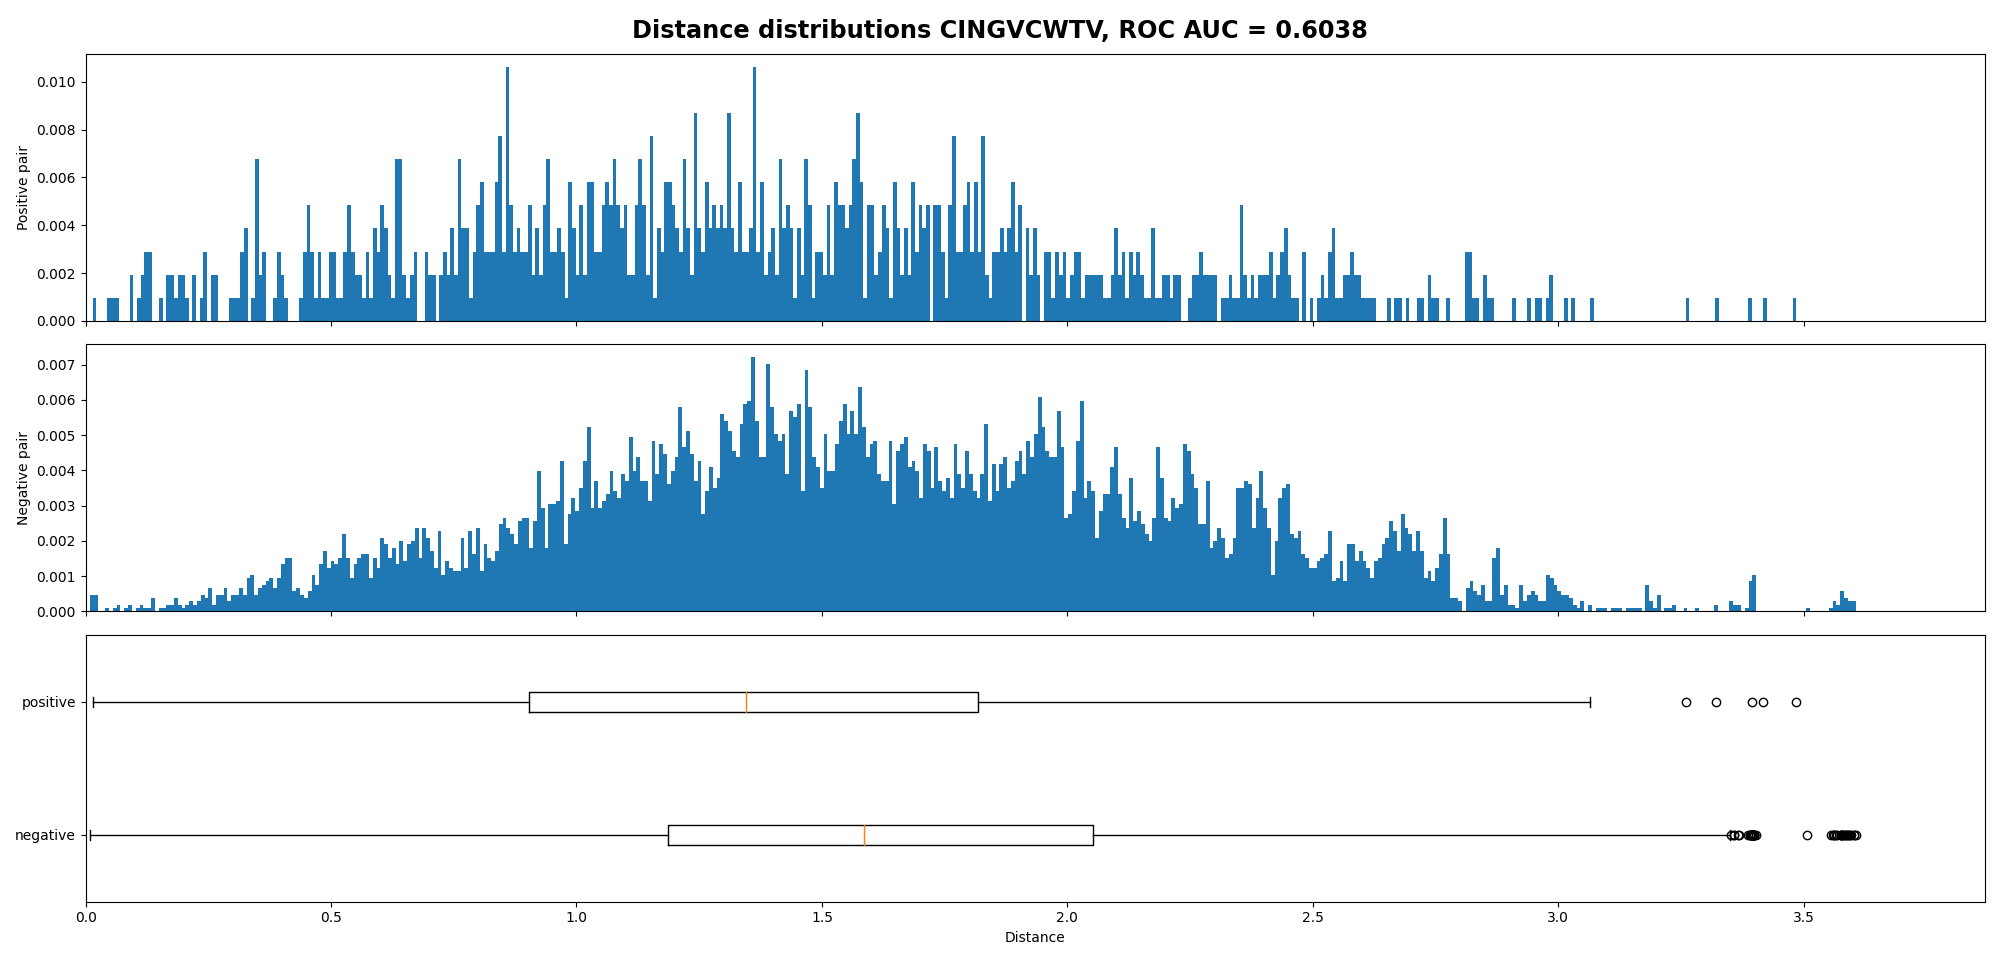 Distance distributions CINGVCWTV, ROC AUC = 0.6038
0.010
0.008
0.006
0.004
0.002
0.000
Positive pair
0.007
0.006
0.005
0.004
0.003
0.002
0.001
0.000
Negative pair
positive
negative
0.0 0.5 1.0 1.5 2.0 2.5 3.0 3.5
Distance